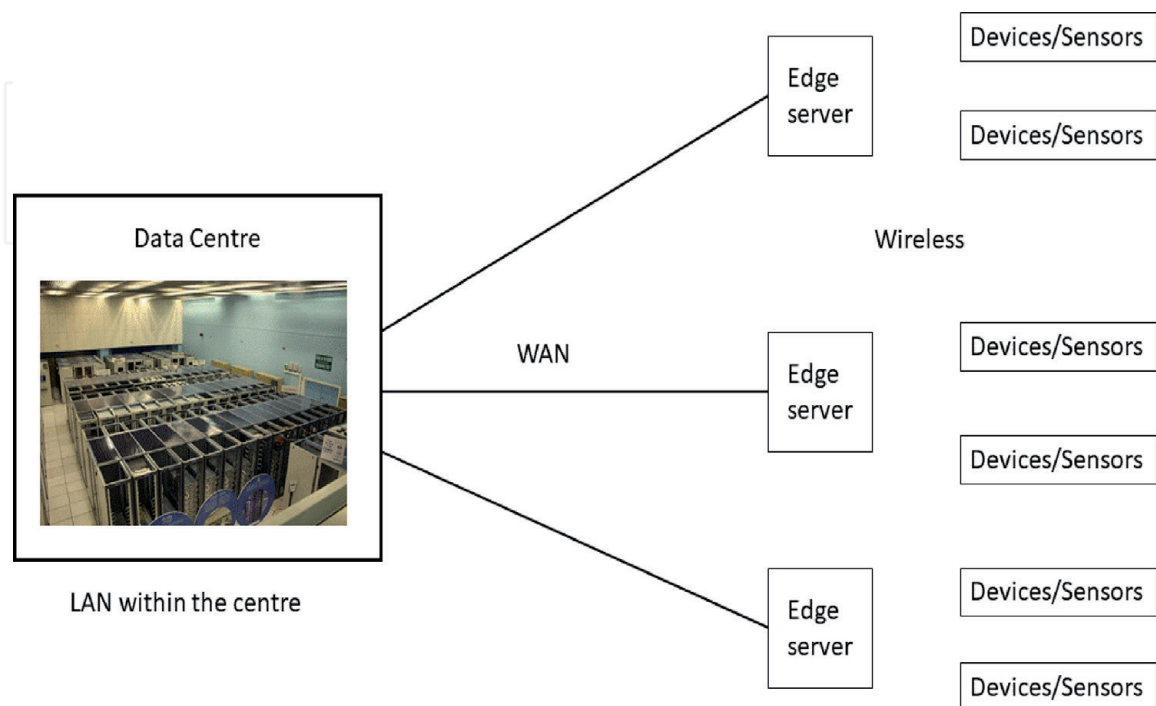 Devices/Sensors
Edge
server
Devices/Sensors
Data Centre
Wireless
WAN
Devices/Sensors
Edge
server
Devices/Sensors
LAN within the centre
Devices/Sensors
Edge
server
Devices/Sensors